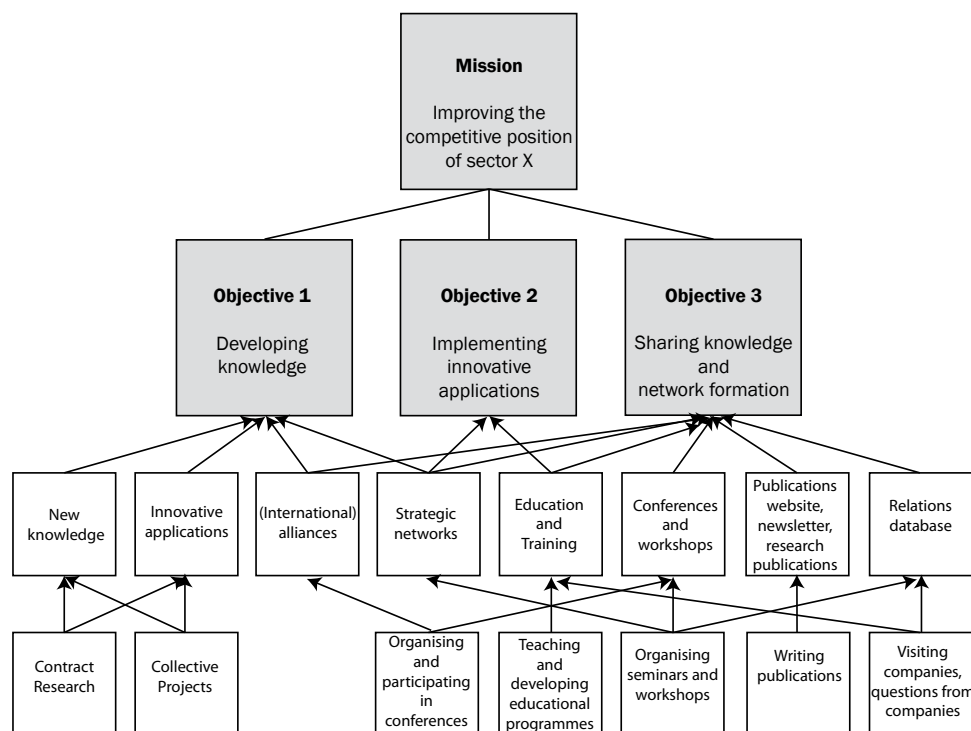 Mission
Improving the
competitive position
of sector X
Objective 1
Developing
knowledge
Objective 2
Implementing
innovative
applications
Objective 3
Sharing knowledge
and
network formation
New
knowledge
Innovative
applications
(International)
alliances
Strategic
networks
Education
and
Training
Conferences
and
workshops
Publications
website,
newsletter,
research
publications
Relations
database
Contract
Research
Collective
Projects
Organising
and
participating
in
conferences
Teaching
and
developing
educational
programmes
Organising
seminars and
workshops
Writing
publications
Visiting
companies,
questions from
companies